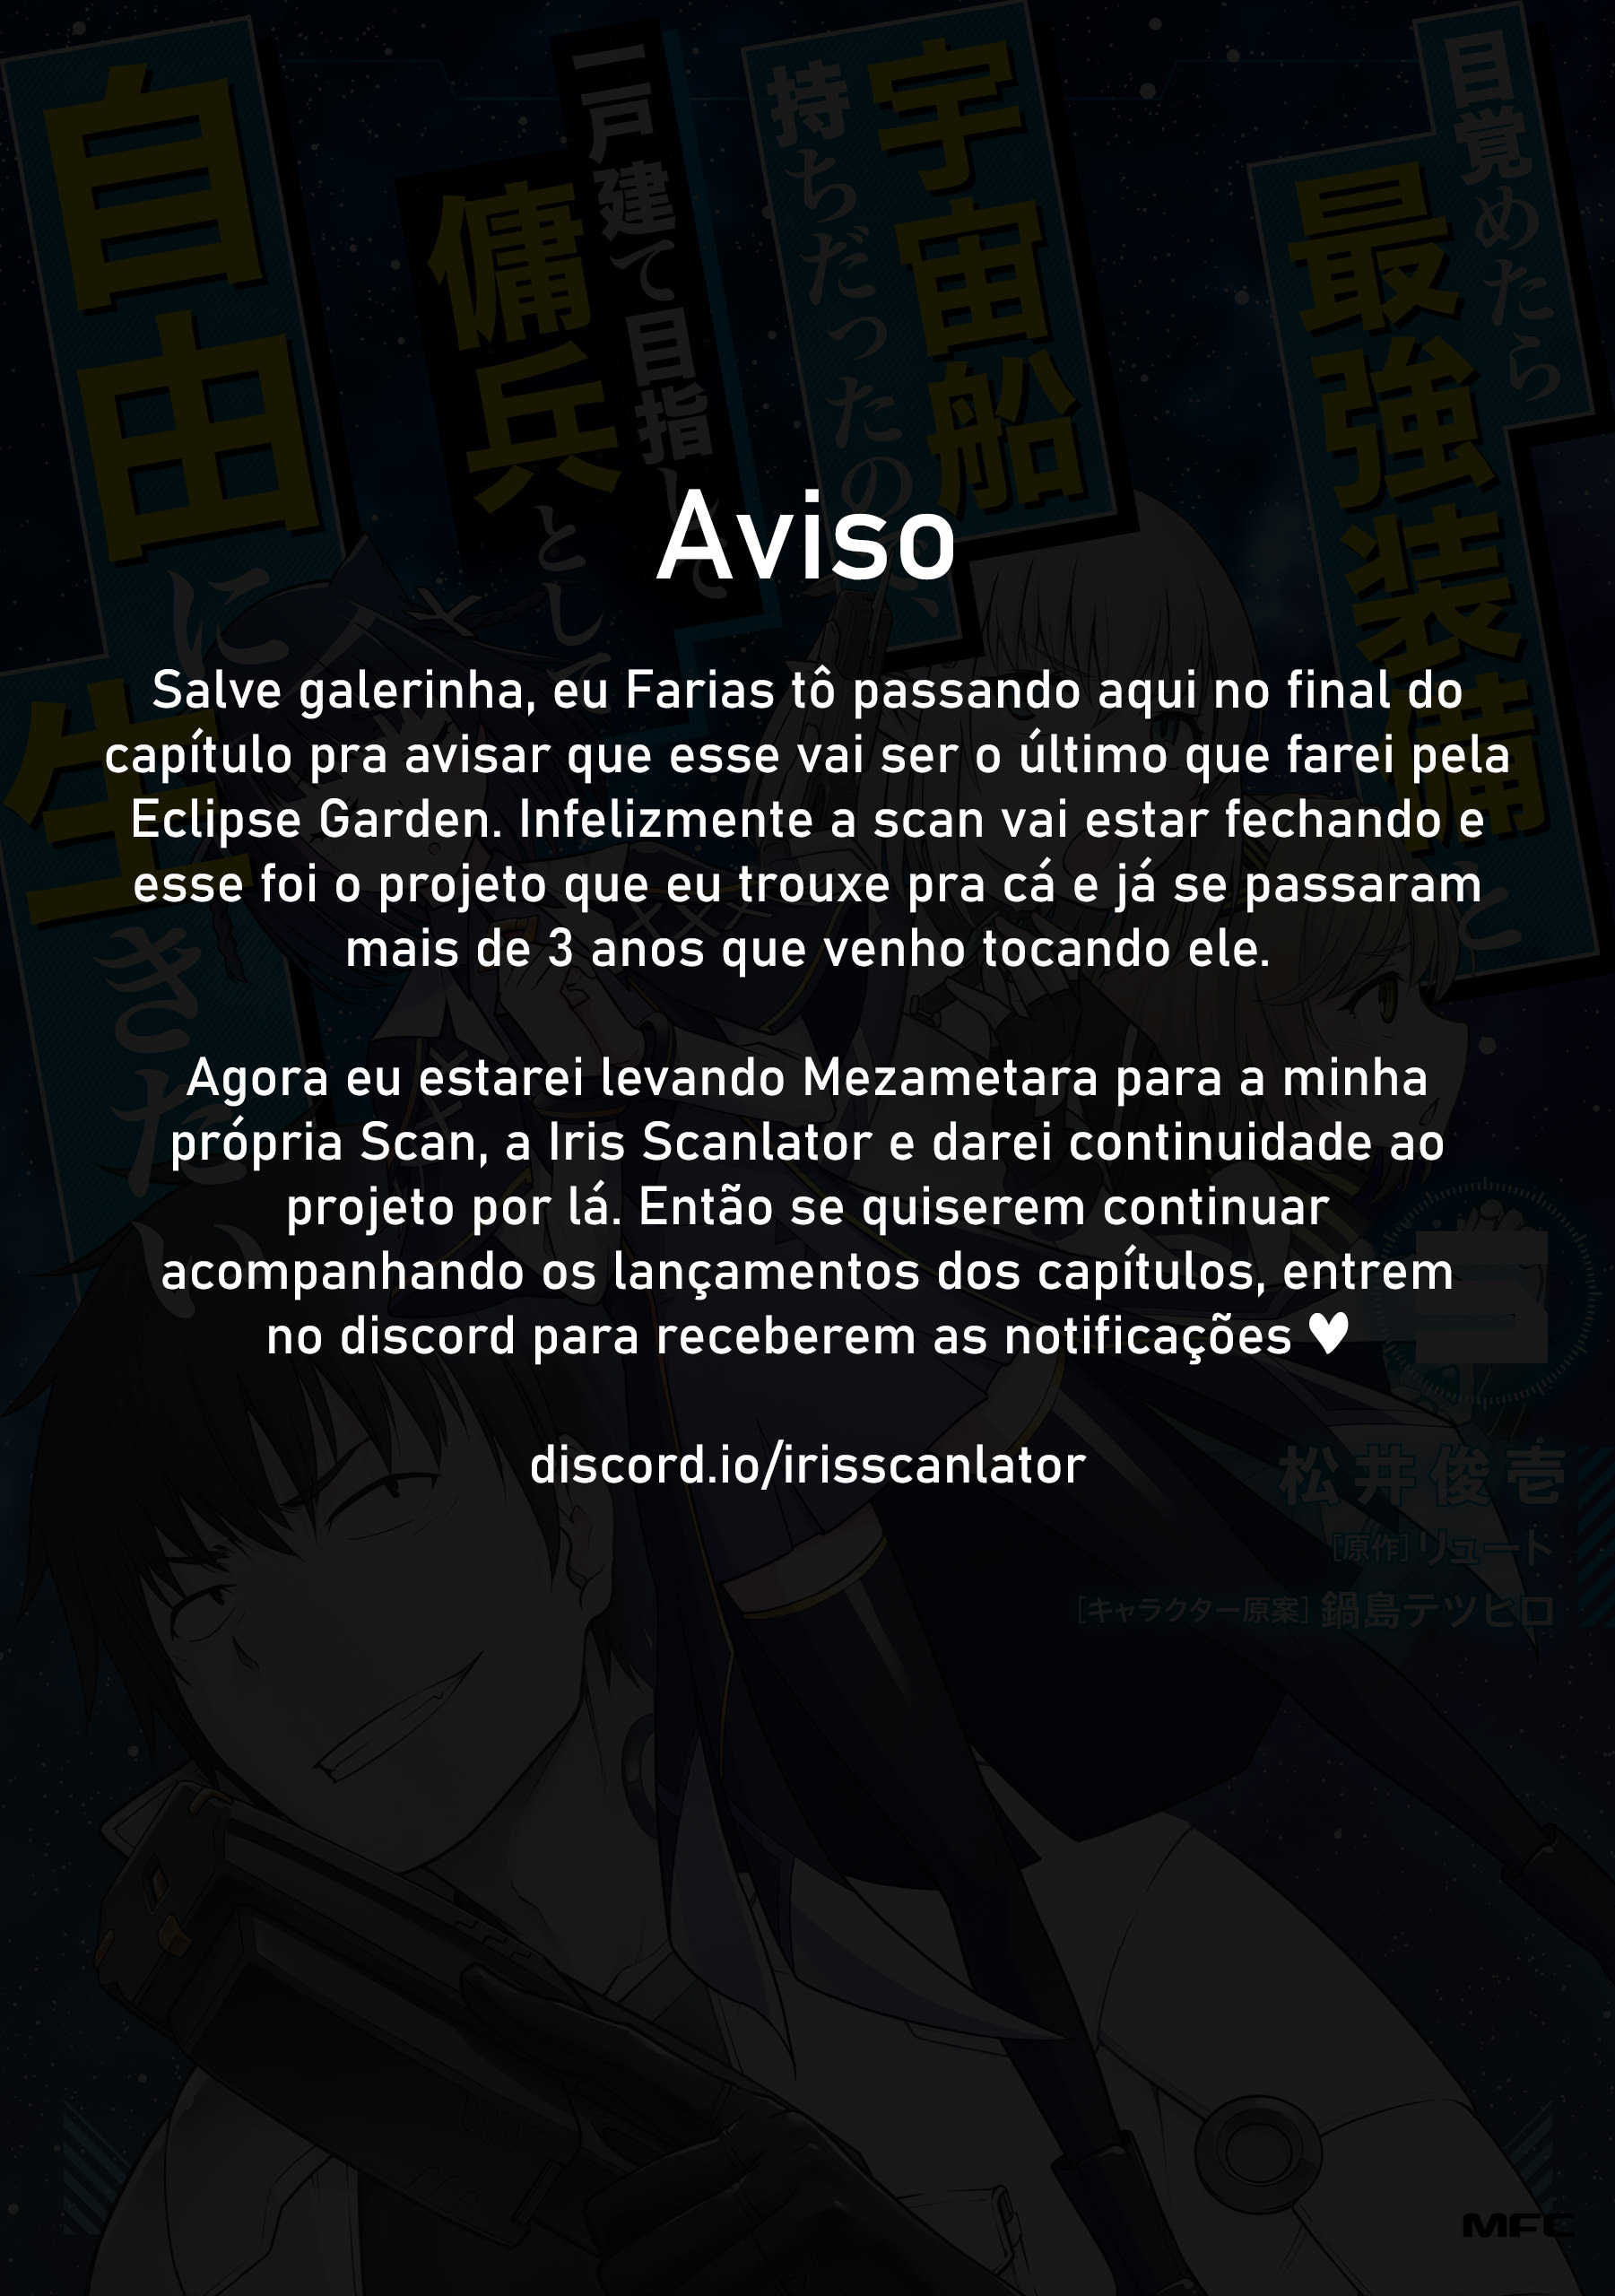 Aviso
Salve galerinha, eu Farias tô passando aqui no final do
capítulo pra avisar que esse vai ser o último que farei pela
Eclipse Garden. Infelizmente a scan vai estar fechando e
esse foi o projeto que eu trouxe pra cá e já se passaram
mais de 3 anos que venho tocando ele.
Agora eu estarei levando Mezametara para a minha
própria Scan, a Iris Scanlator e darei continuidade ao
projeto por lá. Então se quiserem continuar
acompanhando os lançamentos dos capítulos, entrem
no discord para receberem as notificações ♥
discord.io/irisscanlator
目覚めたら
最強装備と
宇宙船
持ちだったので、
一戸建て目指して
傭兵として
自由に
生きたい
松井俊壱
[原作]リュート
[キャラクター原案]鍋島テツヒロ
MFC